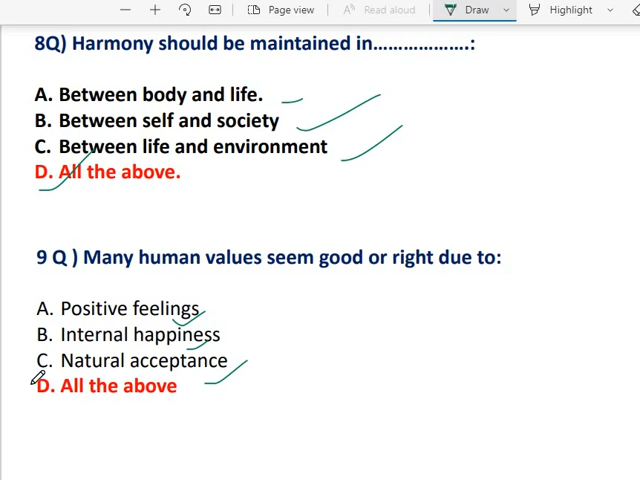 Page view
Read aloud
Draw
Highlight
8Q) Harmony should be maintained in………………….:
A. Between body and life.
B. Between self and society
C. Between life and environment
D. All the above.
9 Q ) Many human values seem good or right due to:
A. Positive feelings
B. Internal happiness
C. Natural acceptance
D. All the above